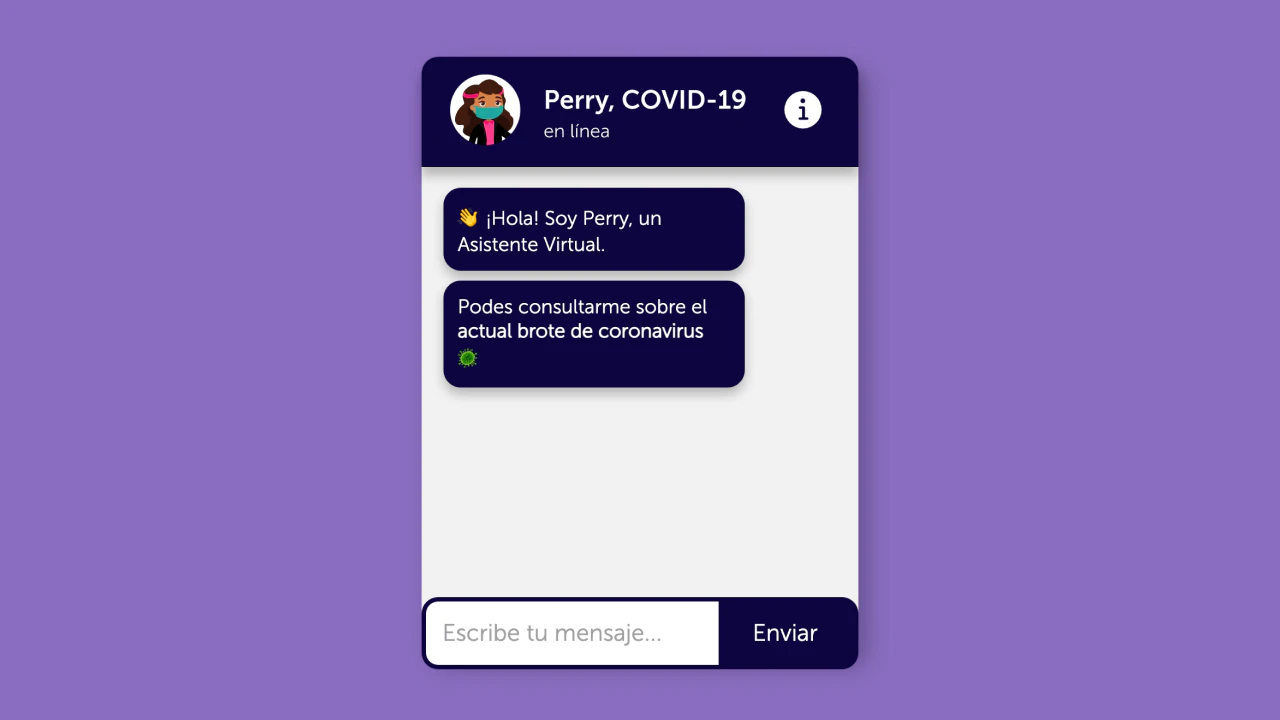 Perry, COVID-19
en línea
👋 ¡Hola! Soy Perry, un
Asistente Virtual.
Podes consultarme sobre el
actual brote de coronavirus
🦠
Escribe tu mensaje...
Enviar